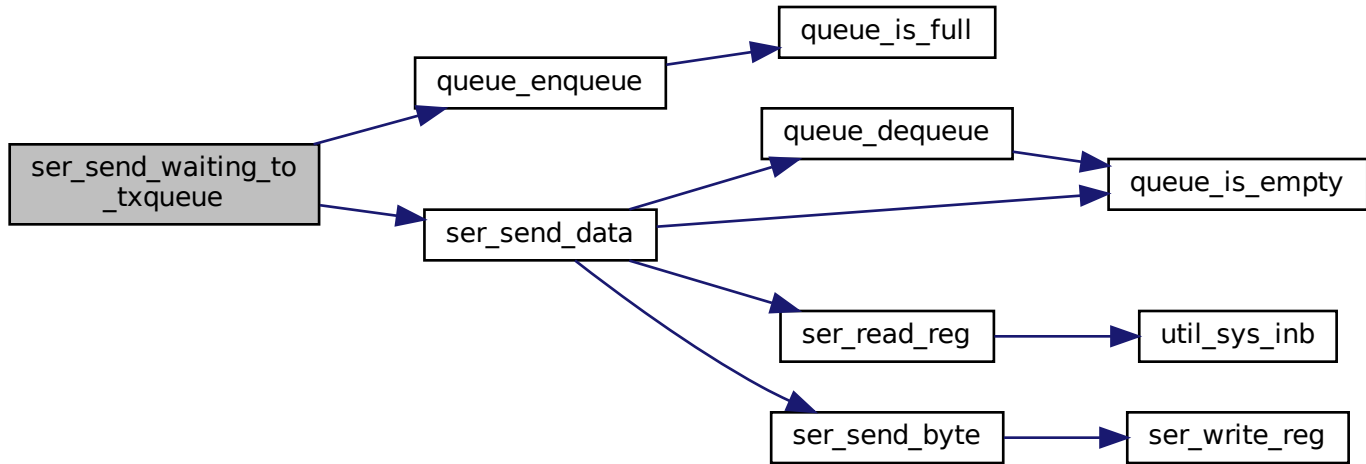 ser_send_waiting_to
_txqueue
queue_enqueue
queue_is_full
ser_send_data
queue_dequeue
queue_is_empty
ser_read_reg
util_sys_inb
ser_send_byte
ser_write_reg